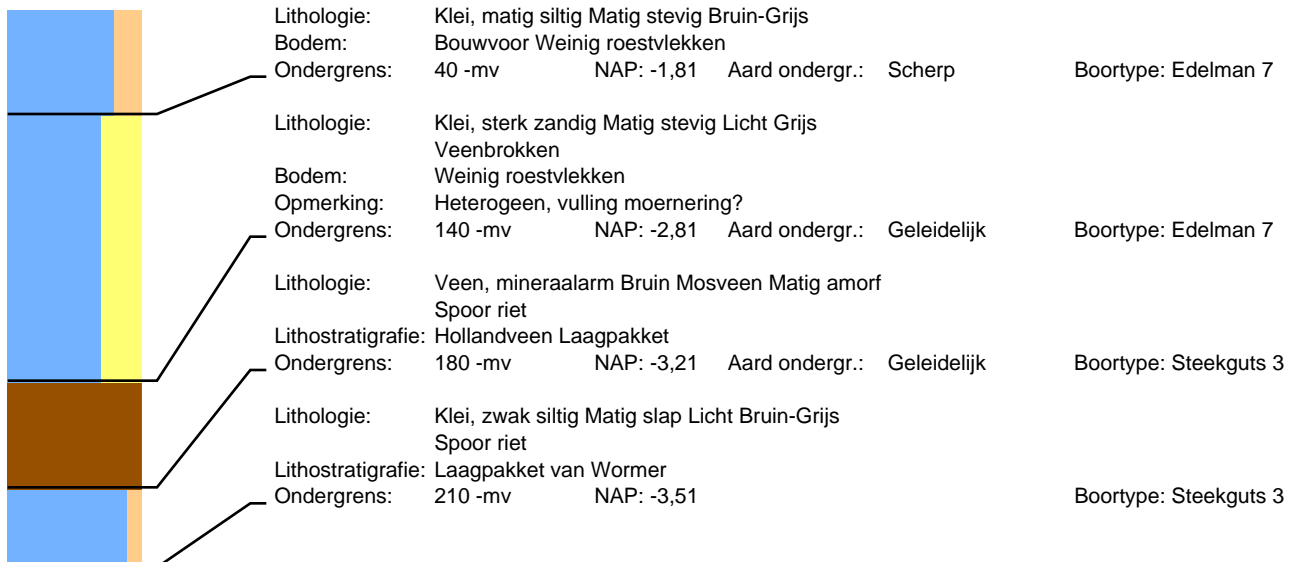 Lithologie: Klei, matig siltig Matig stevig Bruin-Grijs
Bodem: Bouwvoor Weinig roestvlekken
Ondergrens: 40 -mv NAP: -1,81 Aard ondergr.: Scherp Boortype: Edelman 7
Lithologie: Klei, sterk zandig Matig stevig Licht Grijs
Veenbrokken
Bodem: Weinig roestvlekken
Opmerking: Heterogeen, vulling moernering?
Ondergrens: 140 -mv NAP: -2,81 Aard ondergr.: Geleidelijk Boortype: Edelman 7
Lithologie: Veen, mineraalarm Bruin Mosveen Matig amorf
Spoor riet
Lithostratigrafie: Hollandveen Laagpakket
Ondergrens: 180 -mv NAP: -3,21 Aard ondergr.: Geleidelijk Boortype: Steekguts 3
Lithologie: Klei, zwak siltig Matig slap Licht Bruin-Grijs
Spoor riet
Lithostratigrafie: Laagpakket van Wormer
Ondergrens: 210 -mv NAP: -3,51 Boortype: Steekguts 3